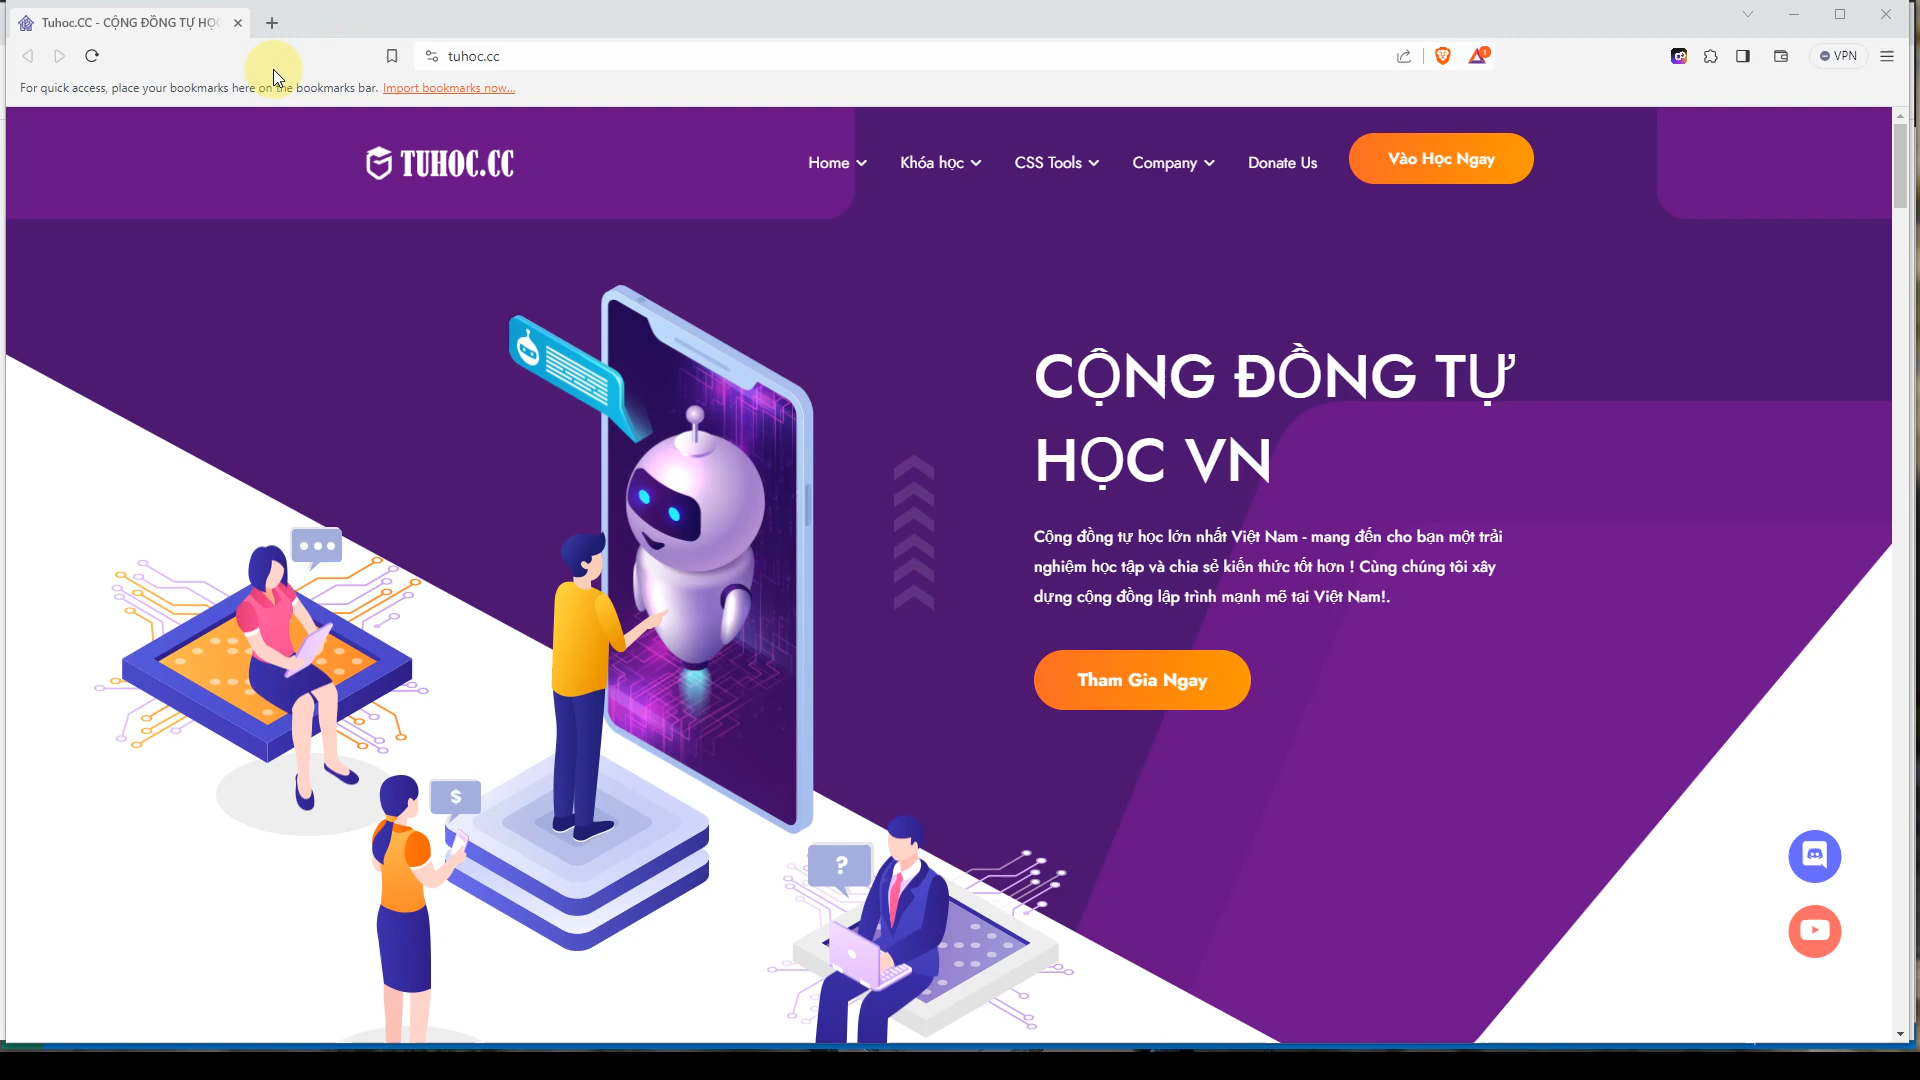 Tuhoc.CC - CỘNG ĐỒNG TỰ HỌC
tuhoc.cc
1
VPN
For quick access, place your bookmarks here on the bookmarks bar. Import bookmarks now...
TUHOC.CC
Home
Khóa học
CSS Tools
Company
Donate Us
Vào Học Ngay
CỘNG ĐỒNG TỰ
HỌC VN
Cộng đồng tự học lớn nhất Việt Nam - mang đến cho bạn một trải
nghiệm học tập và chia sẻ kiến thức tốt hơn ! Cùng chúng tôi xây
dựng cộng đồng lập trình mạnh mẽ tại Việt Nam!.
Tham Gia Ngay
$
?